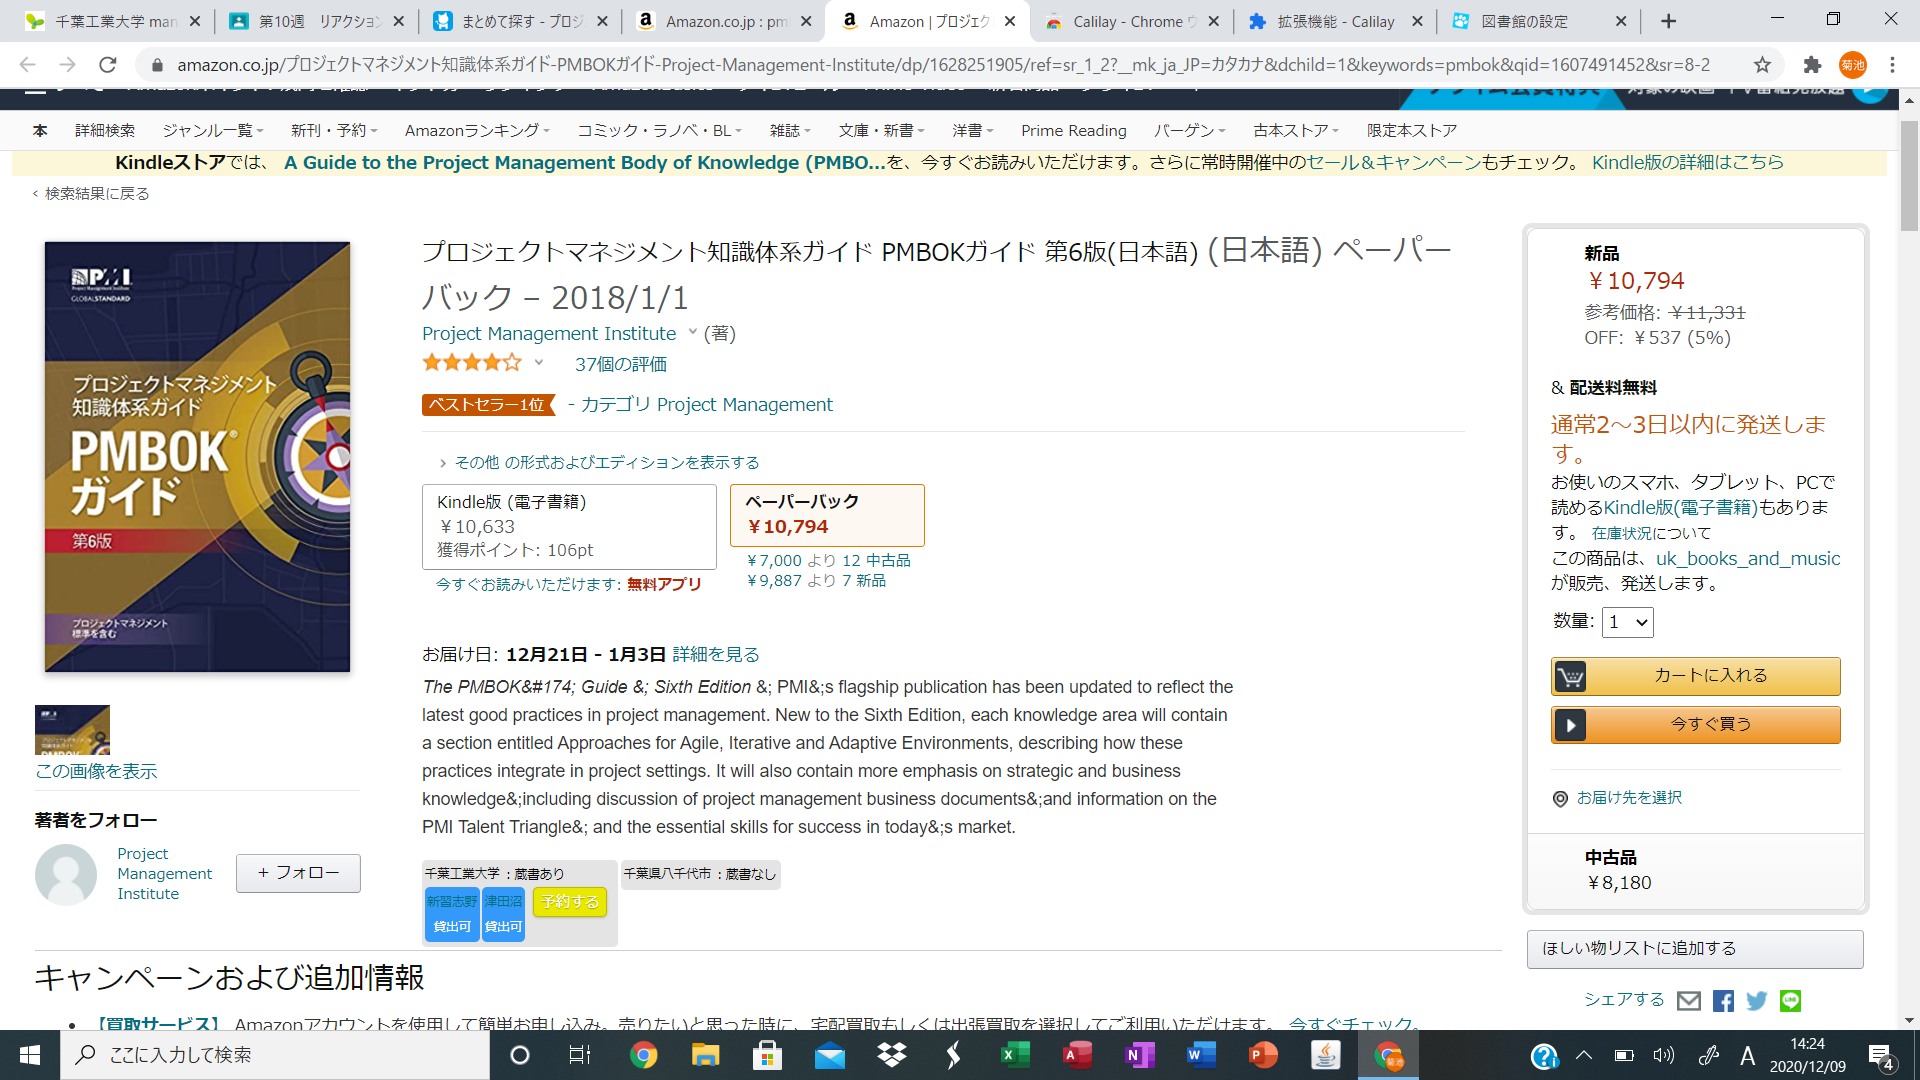 千葉工業大学 man
第10週　リアクション
まとめて探す - プロジ
Amazon.co.jp : pm
Amazon | プロジェク
Calilay - Chrome ウ
拡張機能 - Calilay
図書館の設定
amazon.co.jp/プロジェクトマネジメント知識体系ガイド-PMBOKガイド-Project-Management-Institute/dp/1628251905/ref=sr_1_2?__mk_ja_JP=カタカナ&dchild=1&keywords=pmbok&qid=1607491452&sr=8-2
菊池
本 詳細検索 ジャンル一覧 新刊・予約 Amazonランキング コミック・ラノベ・BL 雑誌 文庫・新書 洋書 Prime Reading バーゲン 古本ストア 限定本ストア
Kindleストアでは、 A Guide to the Project Management Body of Knowledge (PMBO...を、今すぐお読みいただけます。さらに常時開催中のセール＆キャンペーンもチェック。 Kindle版の詳細はこちら
‹ 検索結果に戻る
PMI
Project Management Institute
GLOBALSTANDARD
プロジェクトマネジメント
知識体系ガイド
PMBOK®
ガイド
第6版
プロジェクトマネジメント
標準を含む
この画像を表示
著者をフォロー
Project
Management
Institute
+ フォロー
プロジェクトマネジメント知識体系ガイド PMBOKガイド 第6版(日本語) (日本語) ペーパー
バック – 2018/1/1
Project Management Institute (著)
37個の評価
ベストセラー1位 - カテゴリ Project Management
› その他 の形式およびエディションを表示する
Kindle版 (電子書籍)
￥10,633
獲得ポイント: 106pt
今すぐお読みいただけます: 無料アプリ
ペーパーバック
￥10,794
￥7,000 より 12 中古品
￥9,887 より 7 新品
お届け日: 12月21日 - 1月3日 詳細を見る
The PMBOK&#174; Guide &; Sixth Edition &; PMI&;s flagship publication has been updated to reflect the
latest good practices in project management. New to the Sixth Edition, each knowledge area will contain
a section entitled Approaches for Agile, Iterative and Adaptive Environments, describing how these
practices integrate in project settings. It will also contain more emphasis on strategic and business
knowledge&;including discussion of project management business documents&;and information on the
PMI Talent Triangle&; and the essential skills for success in today&;s market.
千葉工業大学 ：蔵書あり
新習志野
貸出可
津田沼
貸出可
予約する
千葉県八千代市 ：蔵書なし
新品
￥10,794
参考価格: ￥11,331
OFF: ￥537 (5%)
& 配送料無料
通常2～3日以内に発送しま
す。
お使いのスマホ、タブレット、PCで
読めるKindle版(電子書籍)もありま
す。 在庫状況について
この商品は、uk_books_and_music
が販売、発送します。
数量: 1
カートに入れる
今すぐ買う
お届け先を選択
中古品
￥8,180
ほしい物リストに追加する
シェアする
LINE
キャンペーンおよび追加情報
• 【買取サービス】 Amazonアカウントを使用して簡単お申し込み。売りたいと思った時に、宅配買取もしくは出張買取を選択してご利用いただけます。 今すぐチェック。
ここに入力して検索
A
14:24
2020/12/09
4